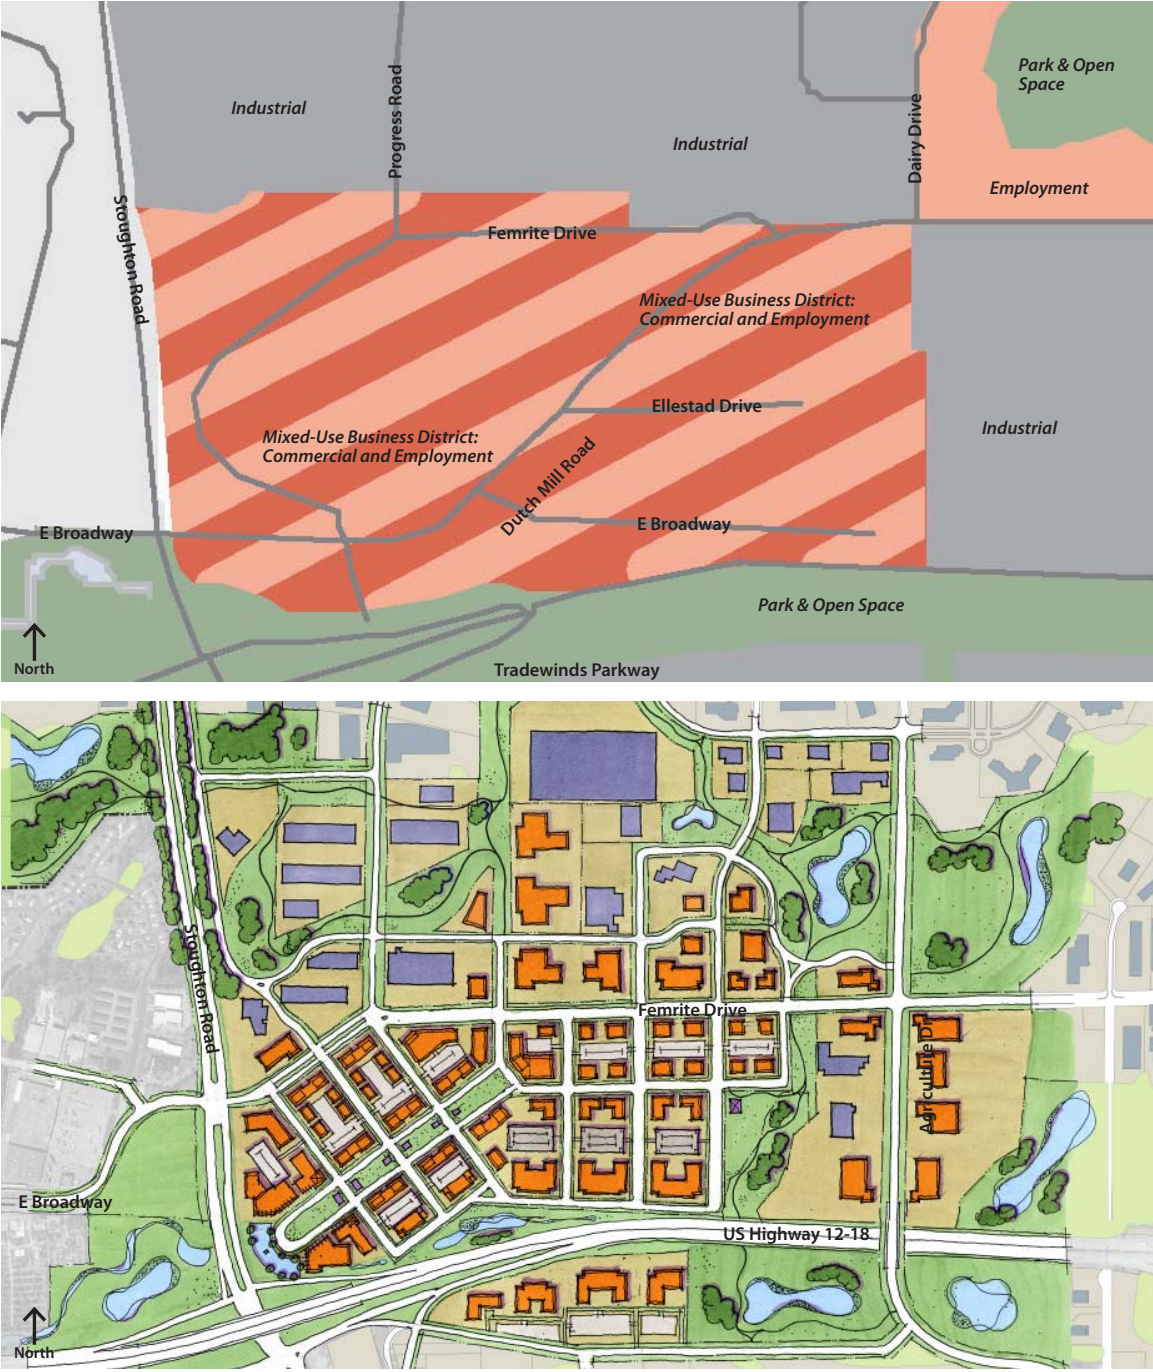 Park & Open
Space
Industrial
Progress Road
Industrial
Dairy Drive
Employment
Stoughton Road
Femrite Drive
Mixed-Use Business District:
Commercial and Employment
Ellestad Drive
Industrial
Mixed-Use Business District:
Commercial and Employment
Dutch Mill Road
E Broadway
E Broadway
Park & Open Space
North
Tradewinds Parkway
Stoughton Road
Femrite Drive
Agriculture Dr
E Broadway
US Highway 12-18
North